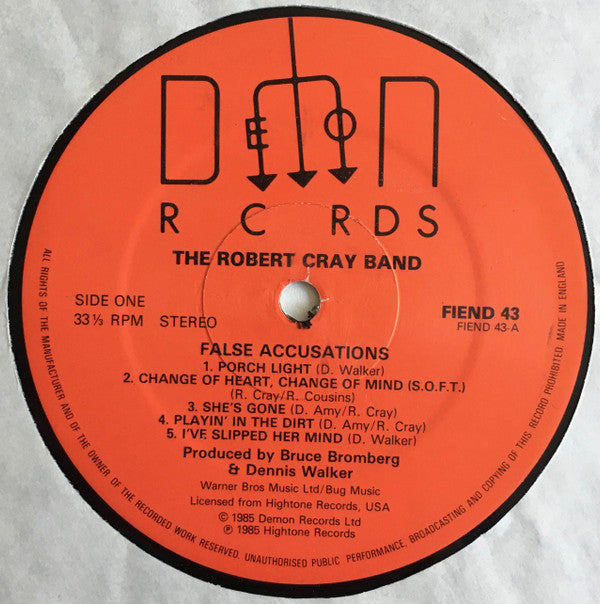 DEMON
RECORDS
THE ROBERT CRAY BAND
SIDE ONE
33 ⅓ RPM STEREO
FIEND 43
FIEND 43-A
FALSE ACCUSATIONS
1. PORCH LIGHT (D. Walker)
2. CHANGE OF HEART, CHANGE OF MIND (S.O.F.T.)
(R. Cray/R. Cousins)
3. SHE'S GONE (D. Amy/R. Cray)
4. PLAYIN' IN THE DIRT (D. Amy/R. Cray)
5. I'VE SLIPPED HER MIND (D. Walker)
Produced by Bruce Bromberg
& Dennis Walker
Warner Bros Music Ltd/Bug Music
Licensed from Hightone Records, USA
© 1985 Demon Records Ltd
℗ 1985 Hightone Records
ALL RIGHTS OF THE MANUFACTURER AND OF THE OWNER OF THE RECORDED WORK RESERVED. UNAUTHORISED PUBLIC PERFORMANCE, BROADCASTING AND COPYING OF THIS RECORD PROHIBITED: MADE IN ENGLAND